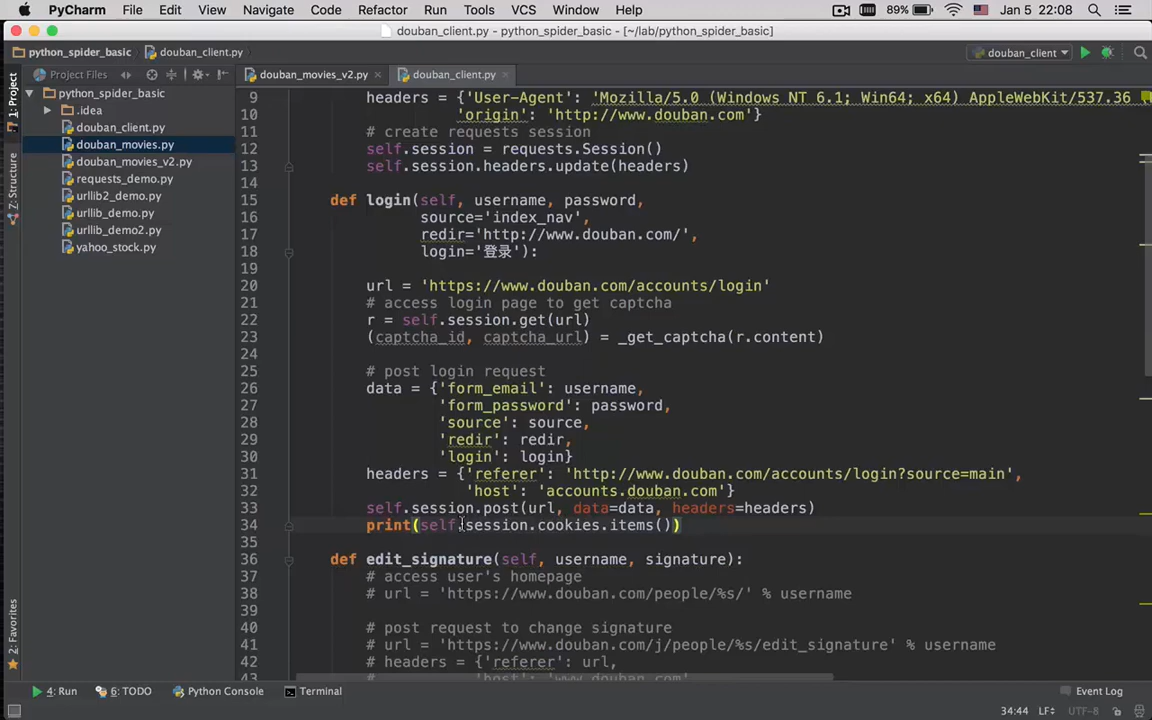 PyCharm File Edit View Navigate Code Refactor Run Tools VCS Window Help 89% Jan 5 22:08
douban_client.py - python_spider_basic - [~/lab/python_spider_basic]
python_spider_basic douban_client.py douban_client
Project Files douban_movies_v2.py douban_client.py
1: Project
Z: Structure
2: Favorites
python_spider_basic
.idea
douban_client.py
douban_movies.py
douban_movies_v2.py
requests_demo.py
urllib2_demo.py
urllib_demo.py
urllib_demo2.py
yahoo_stock.py
9 headers = {'User-Agent': 'Mozilla/5.0 (Windows NT 6.1; Win64; x64) AppleWebKit/537.36
10 'origin': 'http://www.douban.com'}
11 # create requests session
12 self.session = requests.Session()
13 self.session.headers.update(headers)
14
15 def login(self, username, password,
16 source='index_nav',
17 redir='http://www.douban.com/',
18 login='登录'):
19
20 url = 'https://www.douban.com/accounts/login'
21 # access login page to get captcha
22 r = self.session.get(url)
23 (captcha_id, captcha_url) = _get_captcha(r.content)
24
25 # post login request
26 data = {'form_email': username,
27 'form_password': password,
28 'source': source,
29 'redir': redir,
30 'login': login}
31 headers = {'referer': 'http://www.douban.com/accounts/login?source=main',
32 'host': 'accounts.douban.com'}
33 self.session.post(url, data=data, headers=headers)
34 print(self.session.cookies.items())
35
36 def edit_signature(self, username, signature):
37 # access user's homepage
38 # url = 'https://www.douban.com/people/%s/' % username
39
40 # post request to change signature
41 # url = 'https://www.douban.com/j/people/%s/edit_signature' % username
42 # headers = {'referer': url,
43 # 'host': 'www.douban.com'
4: Run 6: TODO Python Console Terminal Event Log
34:44 LF UTF-8